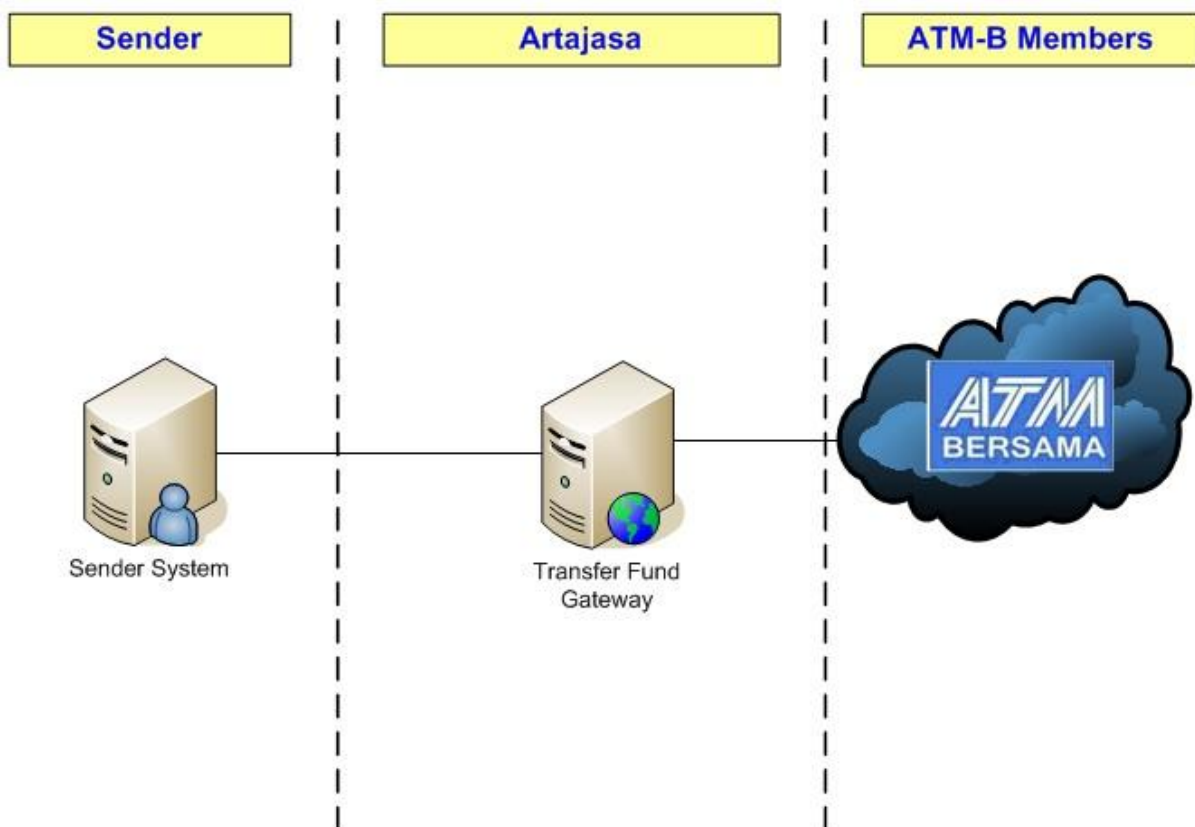 Sender
Artajasa
ATM-B Members
ATM
BERSAMA
Sender System
Transfer Fund
Gateway